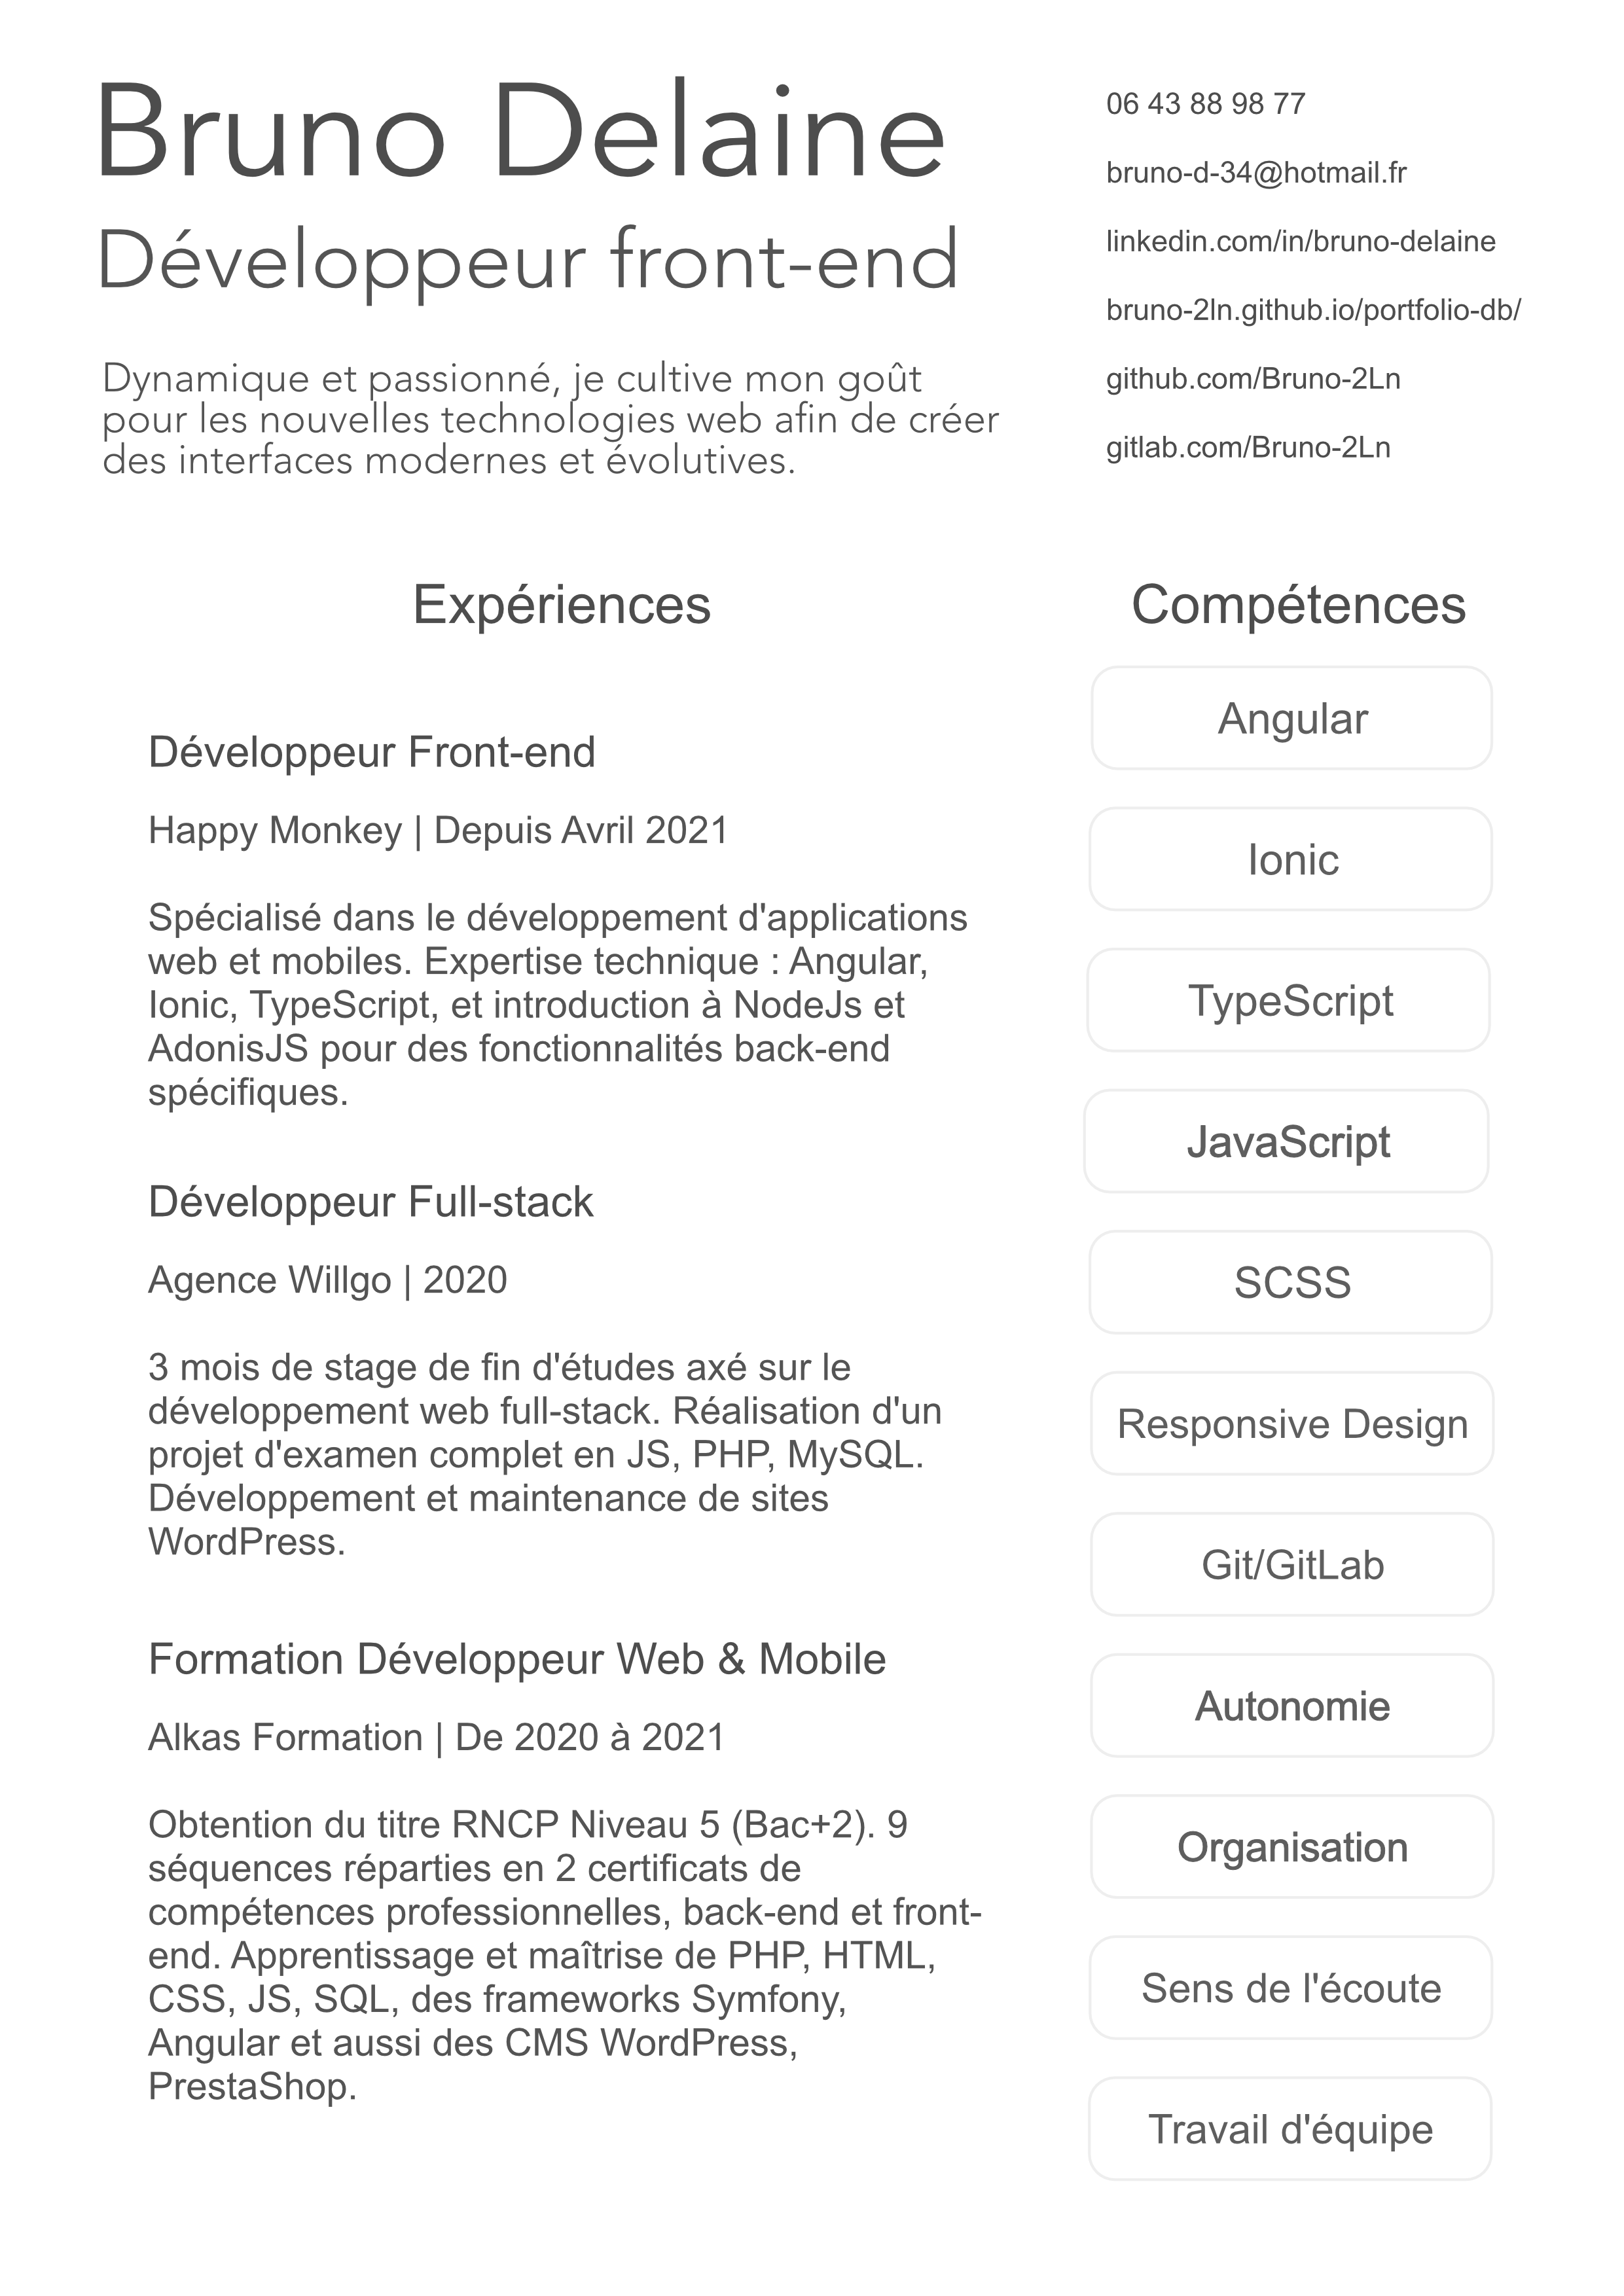 Bruno Delaine
Développeur front-end
Dynamique et passionné, je cultive mon goût
pour les nouvelles technologies web afin de créer
des interfaces modernes et évolutives.
06 43 88 98 77
bruno-d-34@hotmail.fr
linkedin.com/in/bruno-delaine
bruno-2ln.github.io/portfolio-db/
github.com/Bruno-2Ln
gitlab.com/Bruno-2Ln
Expériences
Développeur Front-end
Happy Monkey | Depuis Avril 2021
Spécialisé dans le développement d'applications
web et mobiles. Expertise technique : Angular,
Ionic, TypeScript, et introduction à NodeJs et
AdonisJS pour des fonctionnalités back-end
spécifiques.
Développeur Full-stack
Agence Willgo | 2020
3 mois de stage de fin d'études axé sur le
développement web full-stack. Réalisation d'un
projet d'examen complet en JS, PHP, MySQL.
Développement et maintenance de sites
WordPress.
Formation Développeur Web & Mobile
Alkas Formation | De 2020 à 2021
Obtention du titre RNCP Niveau 5 (Bac+2). 9
séquences réparties en 2 certificats de
compétences professionnelles, back-end et front-
end. Apprentissage et maîtrise de PHP, HTML,
CSS, JS, SQL, des frameworks Symfony,
Angular et aussi des CMS WordPress,
PrestaShop.
Compétences
Angular
Ionic
TypeScript
JavaScript
SCSS
Responsive Design
Git/GitLab
Autonomie
Organisation
Sens de l'écoute
Travail d'équipe